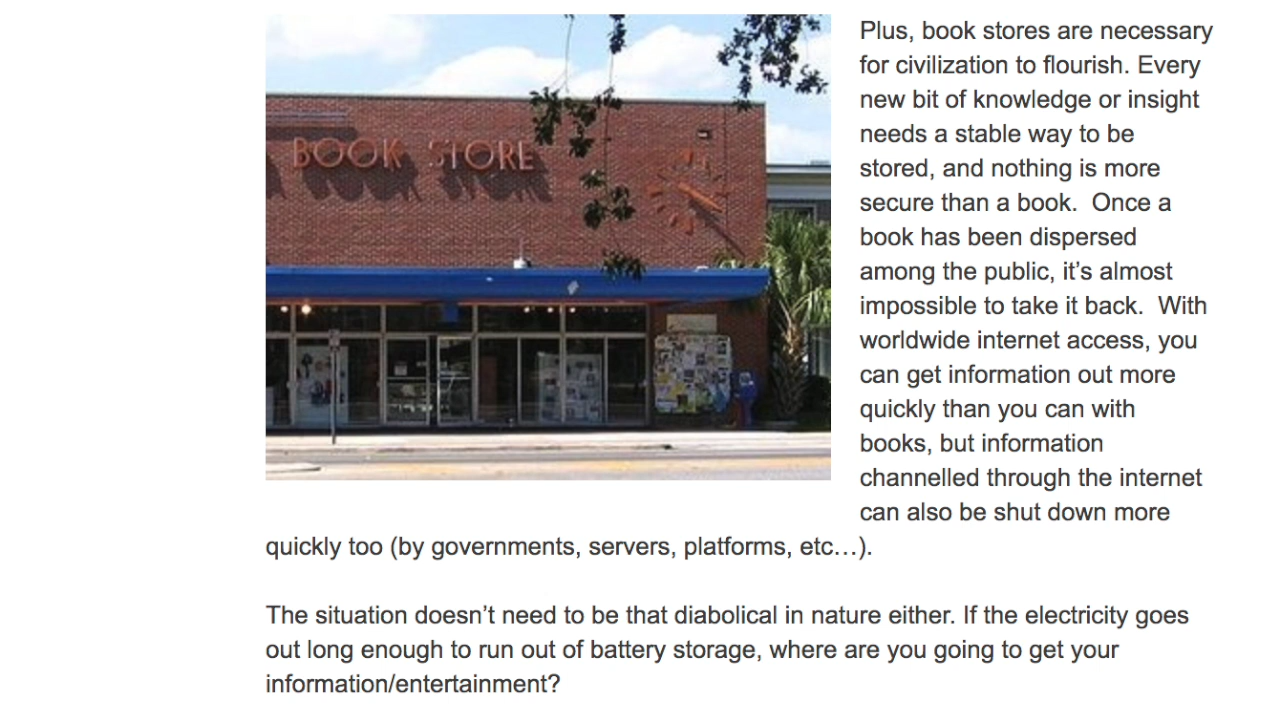 BOOK STORE
Plus, book stores are necessary
for civilization to flourish. Every
new bit of knowledge or insight
needs a stable way to be
stored, and nothing is more
secure than a book.  Once a
book has been dispersed
among the public, it’s almost
impossible to take it back.  With
worldwide internet access, you
can get information out more
quickly than you can with
books, but information
channelled through the internet
can also be shut down more
quickly too (by governments, servers, platforms, etc…).
The situation doesn’t need to be that diabolical in nature either. If the electricity goes
out long enough to run out of battery storage, where are you going to get your
information/entertainment?